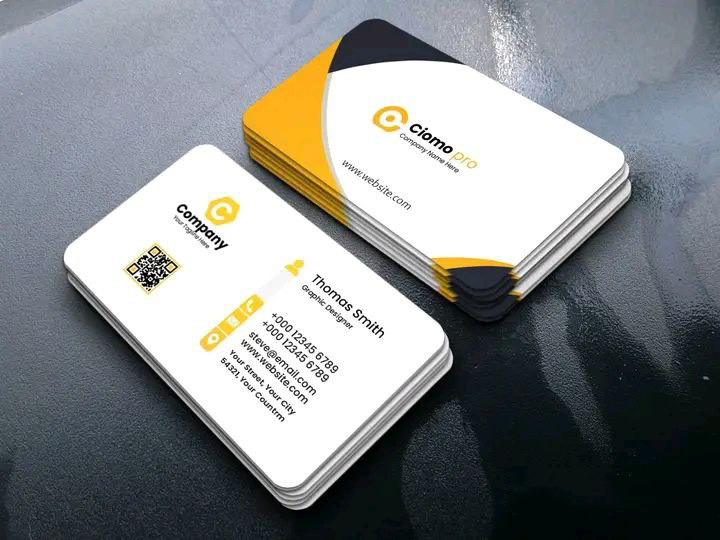 Ciomo pro
Company Name Here
www.website.com
Company
Your Tagline Here
Thomas Smith
Graphic Designer
+000 12345 6789
+000 12345 6789
steve@email.com
www.website.com
Your Street, Your City
54321, Your Countrm